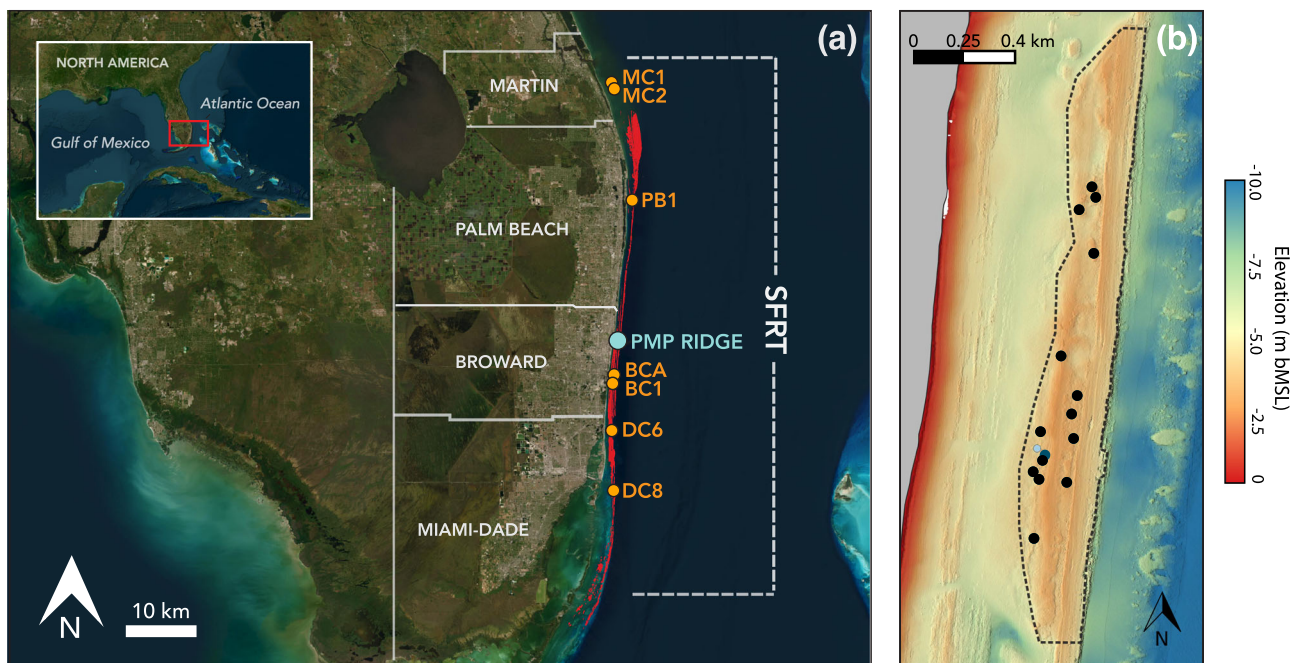 (a)
NORTH AMERICA
Atlantic Ocean
Gulf of Mexico
MARTIN
MC1
MC2
PB1
PALM BEACH
SFRT
PMP RIDGE
BROWARD
BCA
BC1
DC6
DC8
MIAMI-DADE
N
10 km
(b)
0 0.25 0.4 km
N
-10.0
-7.5
-5.0
-2.5
0
Elevation (m bMSL)